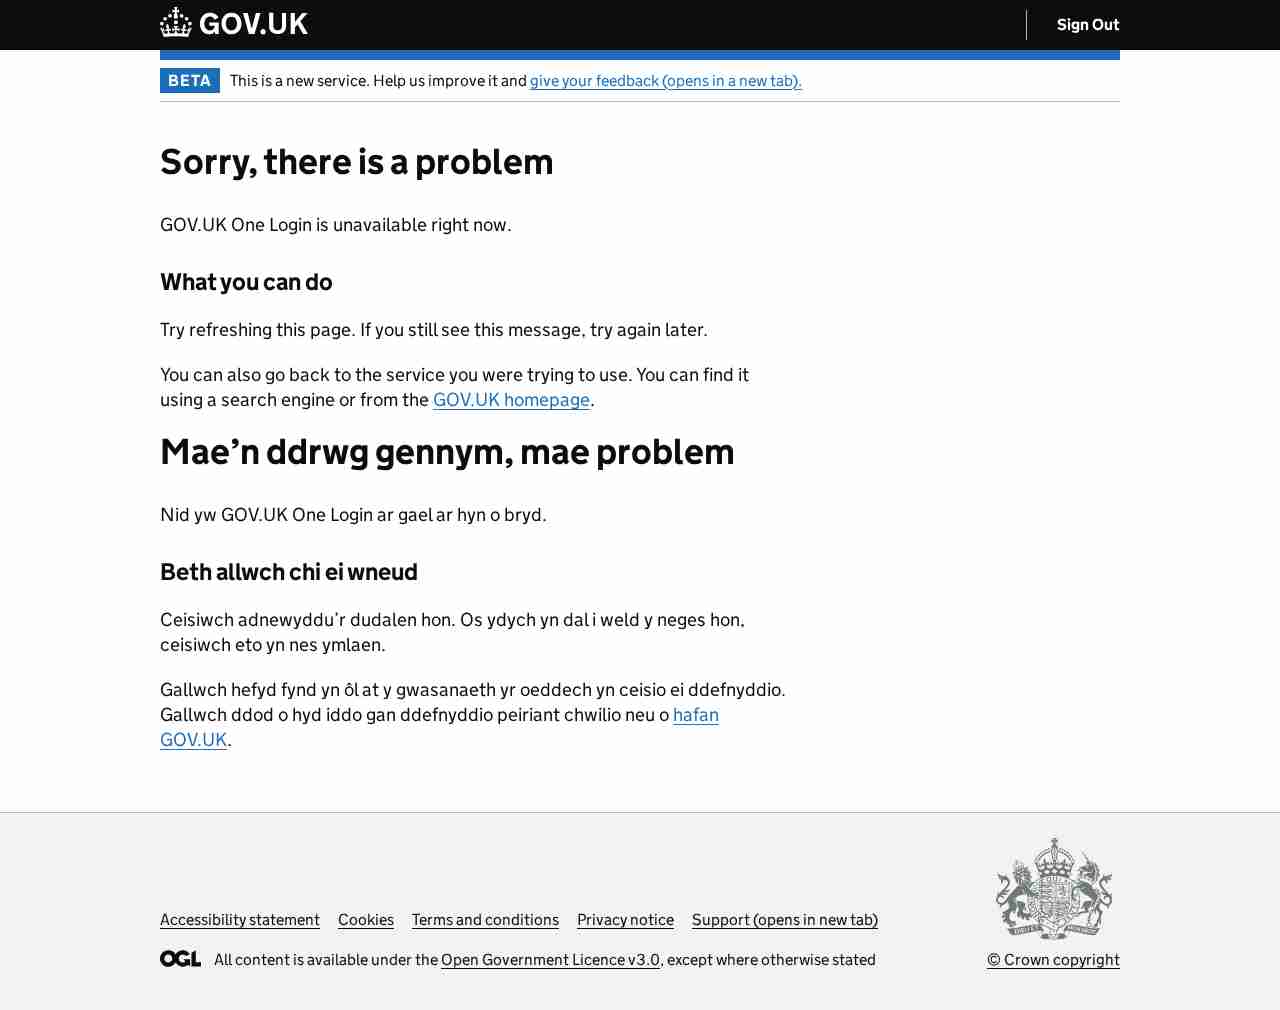 GOV.UK
Sign Out
BETA This is a new service. Help us improve it and give your feedback (opens in a new tab).
Sorry, there is a problem
GOV.UK One Login is unavailable right now.
What you can do
Try refreshing this page. If you still see this message, try again later.
You can also go back to the service you were trying to use. You can find it
using a search engine or from the GOV.UK homepage.
Mae’n ddrwg gennym, mae problem
Nid yw GOV.UK One Login ar gael ar hyn o bryd.
Beth allwch chi ei wneud
Ceisiwch adnewyddu’r dudalen hon. Os ydych yn dal i weld y neges hon,
ceisiwch eto yn nes ymlaen.
Gallwch hefyd fynd yn ôl at y gwasanaeth yr oeddech yn ceisio ei ddefnyddio.
Gallwch ddod o hyd iddo gan ddefnyddio peiriant chwilio neu o hafan
GOV.UK.
Accessibility statement Cookies Terms and conditions Privacy notice Support (opens in new tab)
OGL All content is available under the Open Government Licence v3.0, except where otherwise stated
© Crown copyright